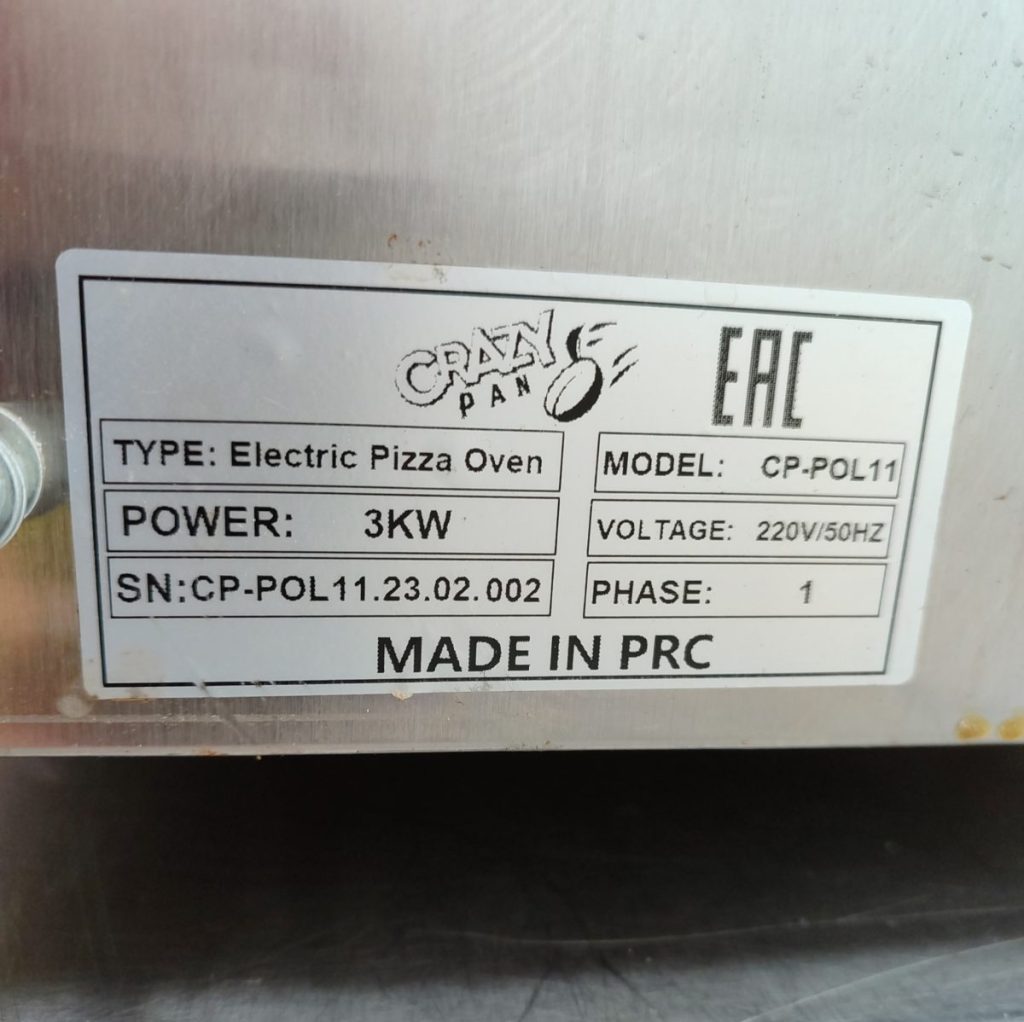 CRAZY
PAN
EAC
TYPE: Electric Pizza Oven
MODEL: CP-POL11
POWER: 3KW
VOLTAGE: 220V/50HZ
SN:CP-POL11.23.02.002
PHASE: 1
MADE IN PRC